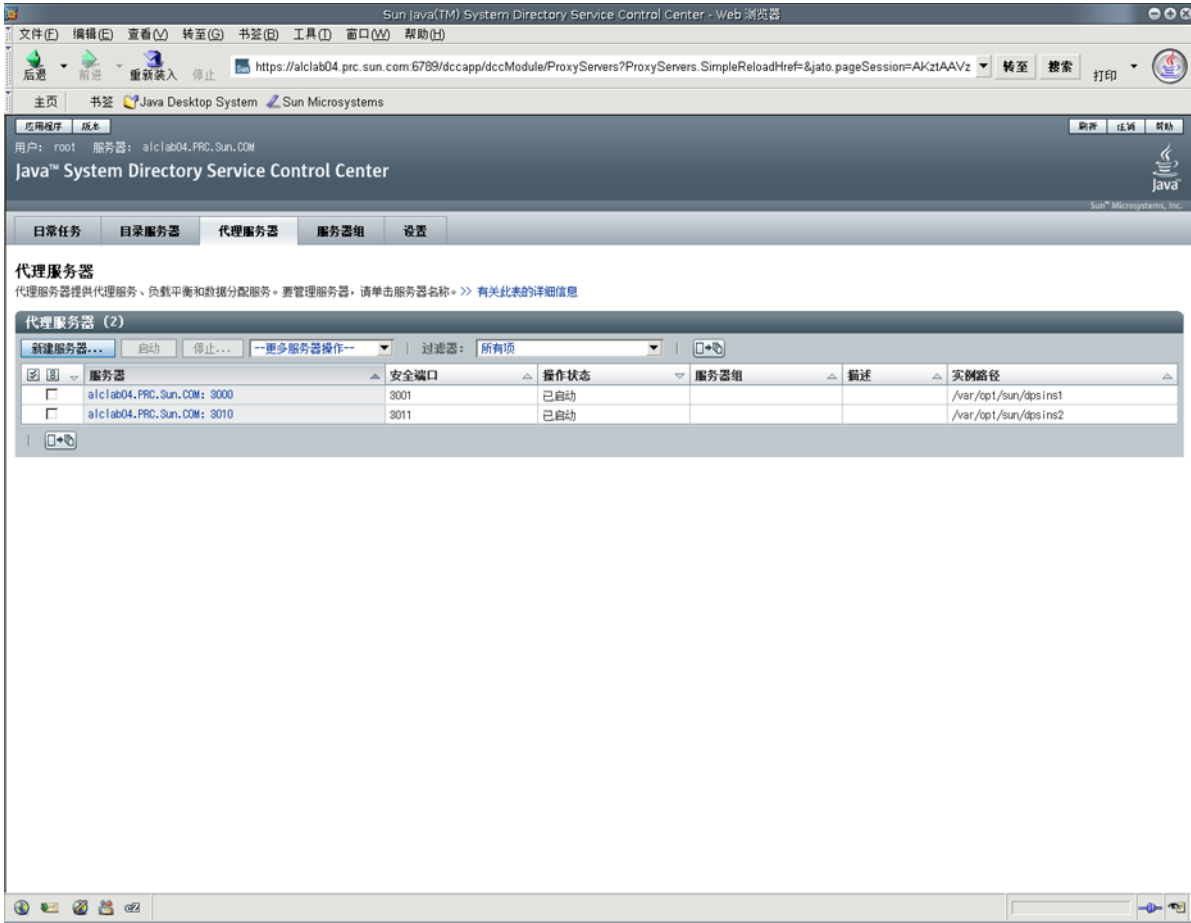 Sun Java(TM) System Directory Service Control Center - Web 浏览器
文件(F) 编辑(E) 查看(V) 转至(G) 书签(B) 工具(T) 窗口(W) 帮助(H)
后退 前进 重新装入 停止 https://alclab04.prc.sun.com:6789/dccapp/dccModule/ProxyServers?ProxyServers.SimpleReloadHref=&jato.pageSession=AKztAAVz 转至 搜索 打印
主页 书签 Java Desktop System Sun Microsystems
应用程序 版本 刷新 注销 帮助
用户: root 服务器: alclab04.PRC.Sun.COM
Java™ System Directory Service Control Center
Java™
Sun™ Microsystems, Inc.
日常任务 目录服务器 代理服务器 服务器组 设置
代理服务器
代理服务器提供代理服务、负载平衡和数据分配服务。要管理服务器，请单击服务器名称。>> 有关此表的详细信息
代理服务器 (2)
新建服务器... 启动 停止... --更多服务器操作-- 过滤器: 所有项
服务器 安全端口 操作状态 服务器组 描述 实例路径
alclab04.PRC.Sun.COM: 3000 3001 已启动 /var/opt/sun/dpsins1
alclab04.PRC.Sun.COM: 3010 3011 已启动 /var/opt/sun/dpsins2